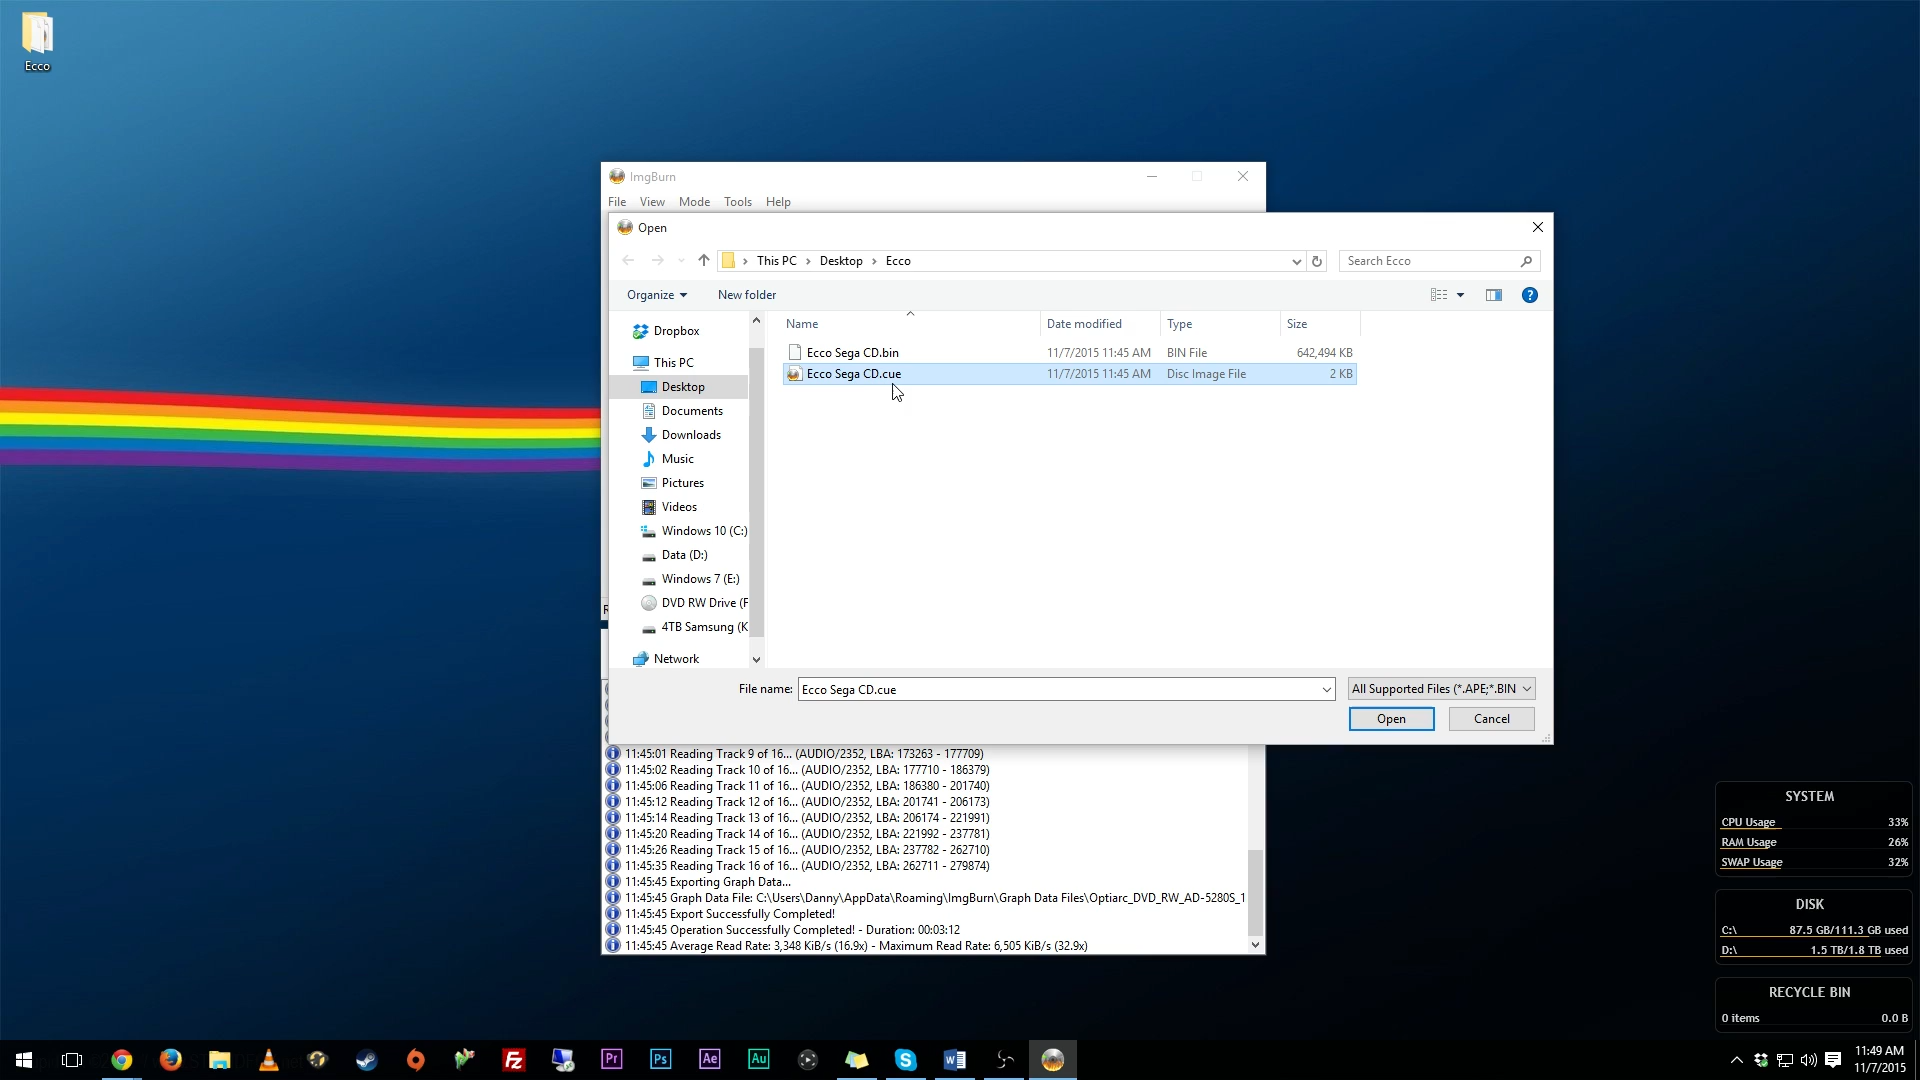 Ecco
ImgBurn
File View Mode Tools Help
Open
This PC Desktop Ecco
Search Ecco
Organize New folder
Name Date modified Type Size
Ecco Sega CD.bin 11/7/2015 11:45 AM BIN File 642,494 KB
Ecco Sega CD.cue 11/7/2015 11:45 AM Disc Image File 2 KB
Dropbox
This PC
Desktop
Documents
Downloads
Music
Pictures
Videos
Windows 10 (C:)
Data (D:)
Windows 7 (E:)
DVD RW Drive (F
4TB Samsung (K
Network
File name: Ecco Sega CD.cue All Supported Files (*.APE;*.BIN
Open Cancel
11:45:01 Reading Track 9 of 16... (AUDIO/2352, LBA: 173263 - 177709)
11:45:02 Reading Track 10 of 16... (AUDIO/2352, LBA: 177710 - 186379)
11:45:06 Reading Track 11 of 16... (AUDIO/2352, LBA: 186380 - 201740)
11:45:12 Reading Track 12 of 16... (AUDIO/2352, LBA: 201741 - 206173)
11:45:14 Reading Track 13 of 16... (AUDIO/2352, LBA: 206174 - 221991)
11:45:20 Reading Track 14 of 16... (AUDIO/2352, LBA: 221992 - 237781)
11:45:26 Reading Track 15 of 16... (AUDIO/2352, LBA: 237782 - 262710)
11:45:35 Reading Track 16 of 16... (AUDIO/2352, LBA: 262711 - 279874)
11:45:45 Exporting Graph Data...
11:45:45 Graph Data File: C:\Users\Danny\AppData\Roaming\ImgBurn\Graph Data Files\Optiarc_DVD_RW_AD-5280S_1
11:45:45 Export Successfully Completed!
11:45:45 Operation Successfully Completed! - Duration: 00:03:12
11:45:45 Average Read Rate: 3,348 KiB/s (16.9x) - Maximum Read Rate: 6,505 KiB/s (32.9x)
SYSTEM
CPU Usage 33%
RAM Usage 26%
SWAP Usage 32%
DISK
C:\ 87.5 GB/111.3 GB used
D:\ 1.5 TB/1.8 TB used
RECYCLE BIN
0 items 0.0 B
Pr Ps Ae Au
11:49 AM
11/7/2015